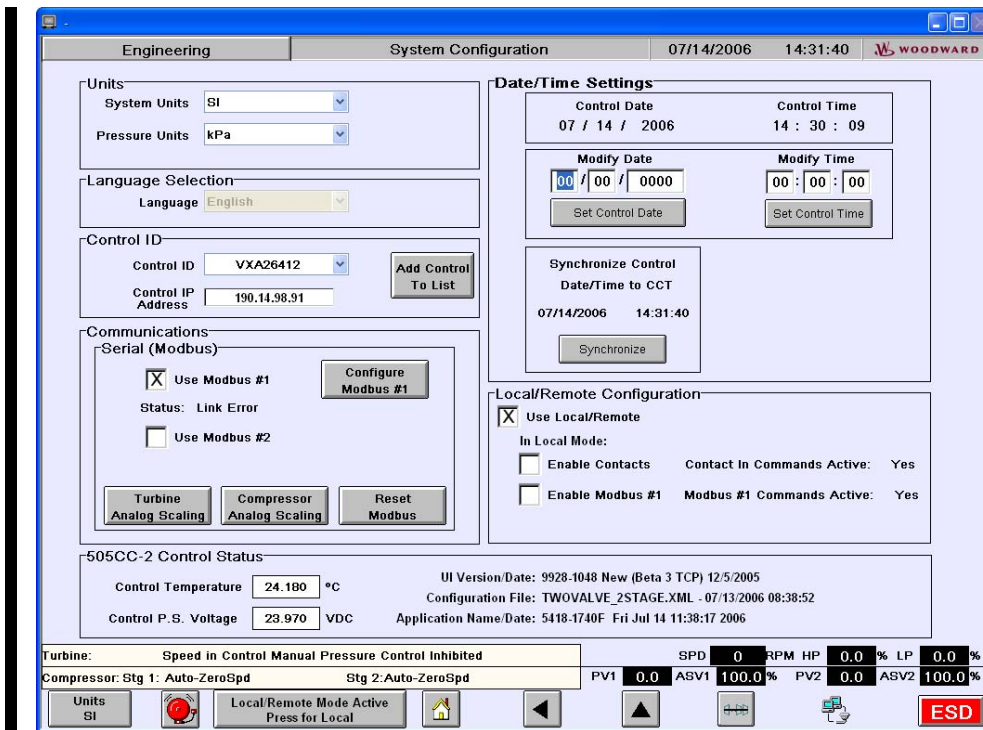 Engineering System Configuration 07/14/2006 14:31:40 WOODWARD
Units
System Units SI
Pressure Units kPa
Language Selection
Language English
Control ID
Control ID VXA26412
Control IP Address 190.14.98.91
Add Control To List
Communications
Serial (Modbus)
X Use Modbus #1
Configure Modbus #1
Status: Link Error
Use Modbus #2
Turbine Analog Scaling
Compressor Analog Scaling
Reset Modbus
Date/Time Settings
Control Date Control Time
07 / 14 / 2006 14 : 30 : 09
Modify Date Modify Time
00 / 00 / 0000 00 : 00 : 00
Set Control Date Set Control Time
Synchronize Control
Date/Time to CCT
07/14/2006 14:31:40
Synchronize
Local/Remote Configuration
X Use Local/Remote
In Local Mode:
Enable Contacts Contact In Commands Active: Yes
Enable Modbus #1 Modbus #1 Commands Active: Yes
505CC-2 Control Status
Control Temperature 24.180 ºC
Control P.S. Voltage 23.970 VDC
UI Version/Date: 9928-1048 New (Beta 3 TCP) 12/5/2005
Configuration File: TWOVALVE_2STAGE.XML - 07/13/2006 08:38:52
Application Name/Date: 5418-1740F Fri Jul 14 11:38:17 2006
Turbine: Speed in Control Manual Pressure Control Inhibited
SPD 0 RPM HP 0.0 % LP 0.0 %
Compressor: Stg 1: Auto-ZeroSpd Stg 2:Auto-ZeroSpd
PV1 0.0 ASV1 100.0 % PV2 0.0 ASV2 100.0 %
Units SI
Local/Remote Mode Active
Press for Local
ESD